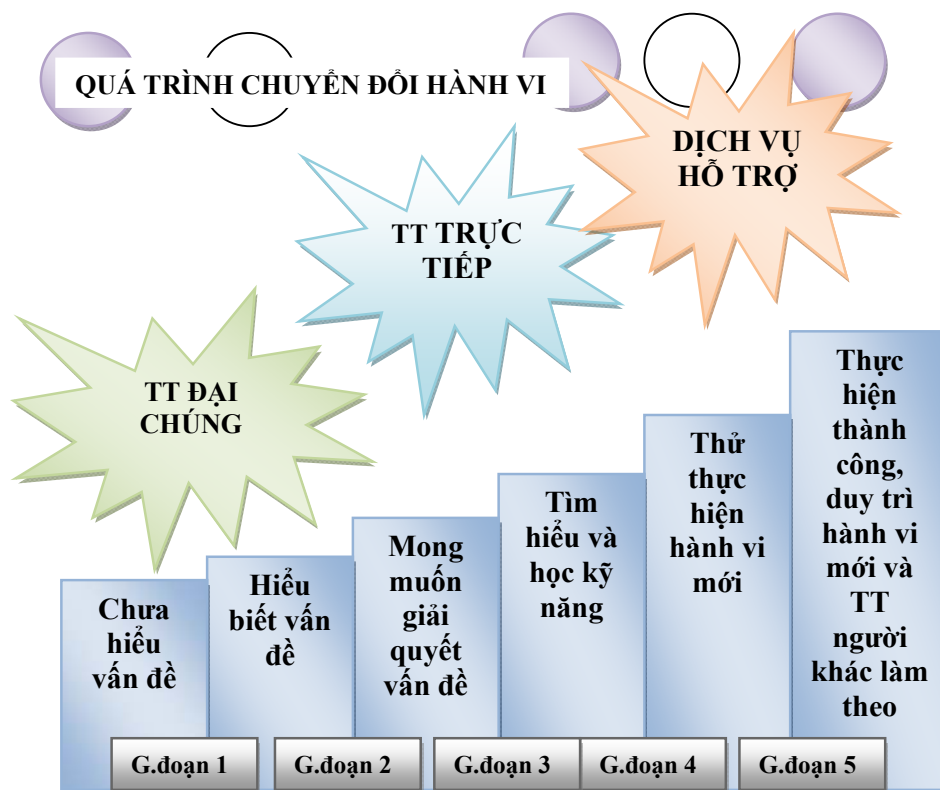 QUÁ TRÌNH CHUYỂN ĐỔI HÀNH VI
DỊCH VỤ
HỖ TRỢ
TT TRỰC
TIẾP
TT ĐẠI
CHÚNG
Chưa
hiểu
vấn đề
Hiểu
biết vấn
đề
Mong
muốn
giải
quyết
vấn đề
Tìm
hiểu và
học kỹ
năng
Thử
thực
hiện
hành vi
mới
Thực
hiện
thành
công,
duy trì
hành vi
mới và
TT
người
khác làm
theo
G.đoạn 1
G.đoạn 2
G.đoạn 3
G.đoạn 4
G.đoạn 5